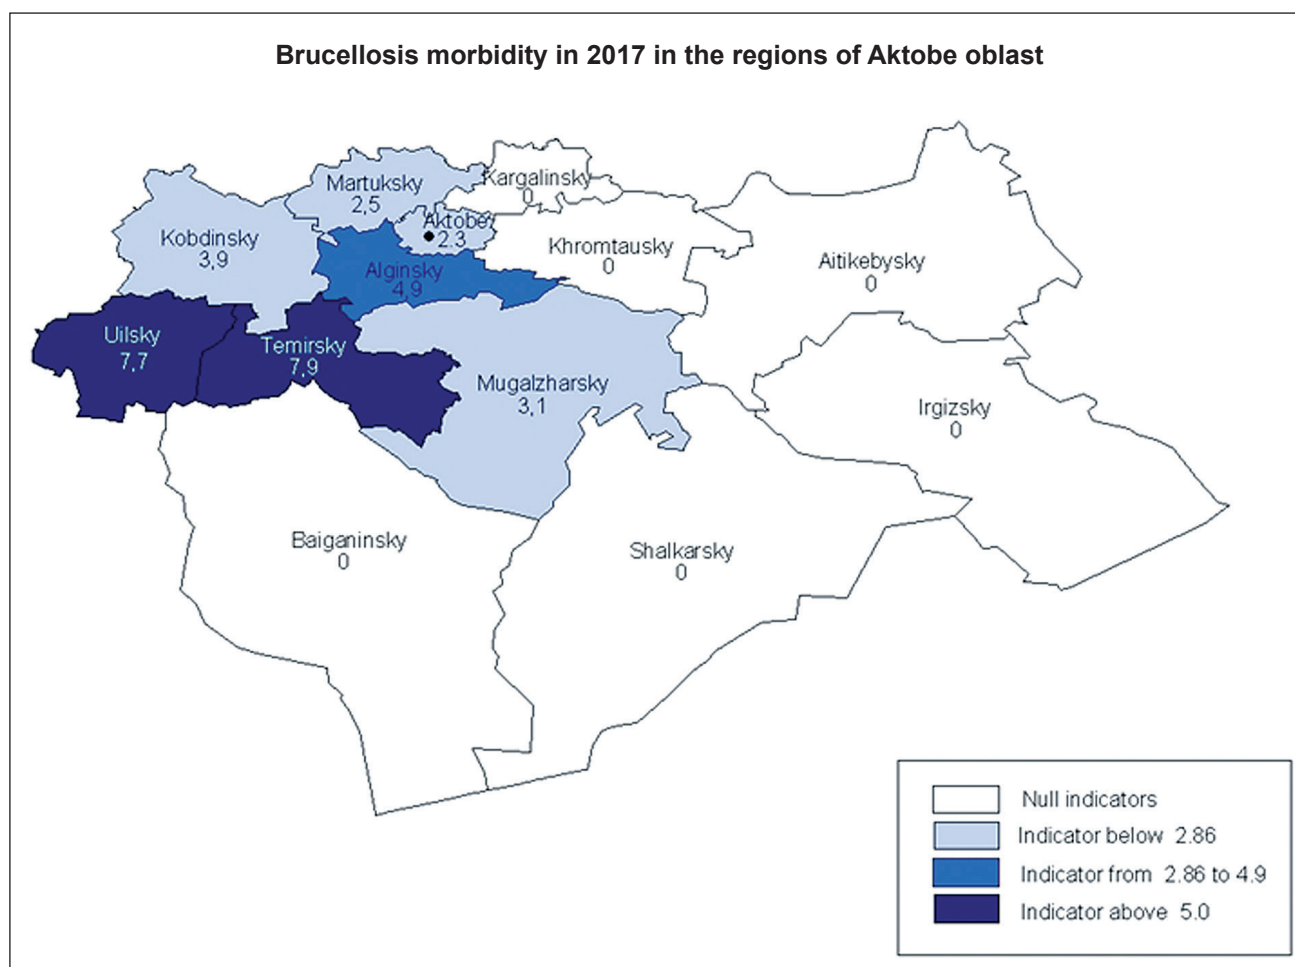 Brucellosis morbidity in 2017 in the regions of Aktobe oblast
Kargalinsky
0
Martuksky
2,5
Aktobe
2.3
Kobdinsky
3,9
Khromtausky
0
Aitikebysky
0
Alginsky
4,9
Uilsky
7,7
Temirsky
7,9
Mugalzharsky
3,1
Irgizsky
0
Baiganinsky
0
Shalkarsky
0
Null indicators
Indicator below 2.86
Indicator from 2.86 to 4.9
Indicator above 5.0